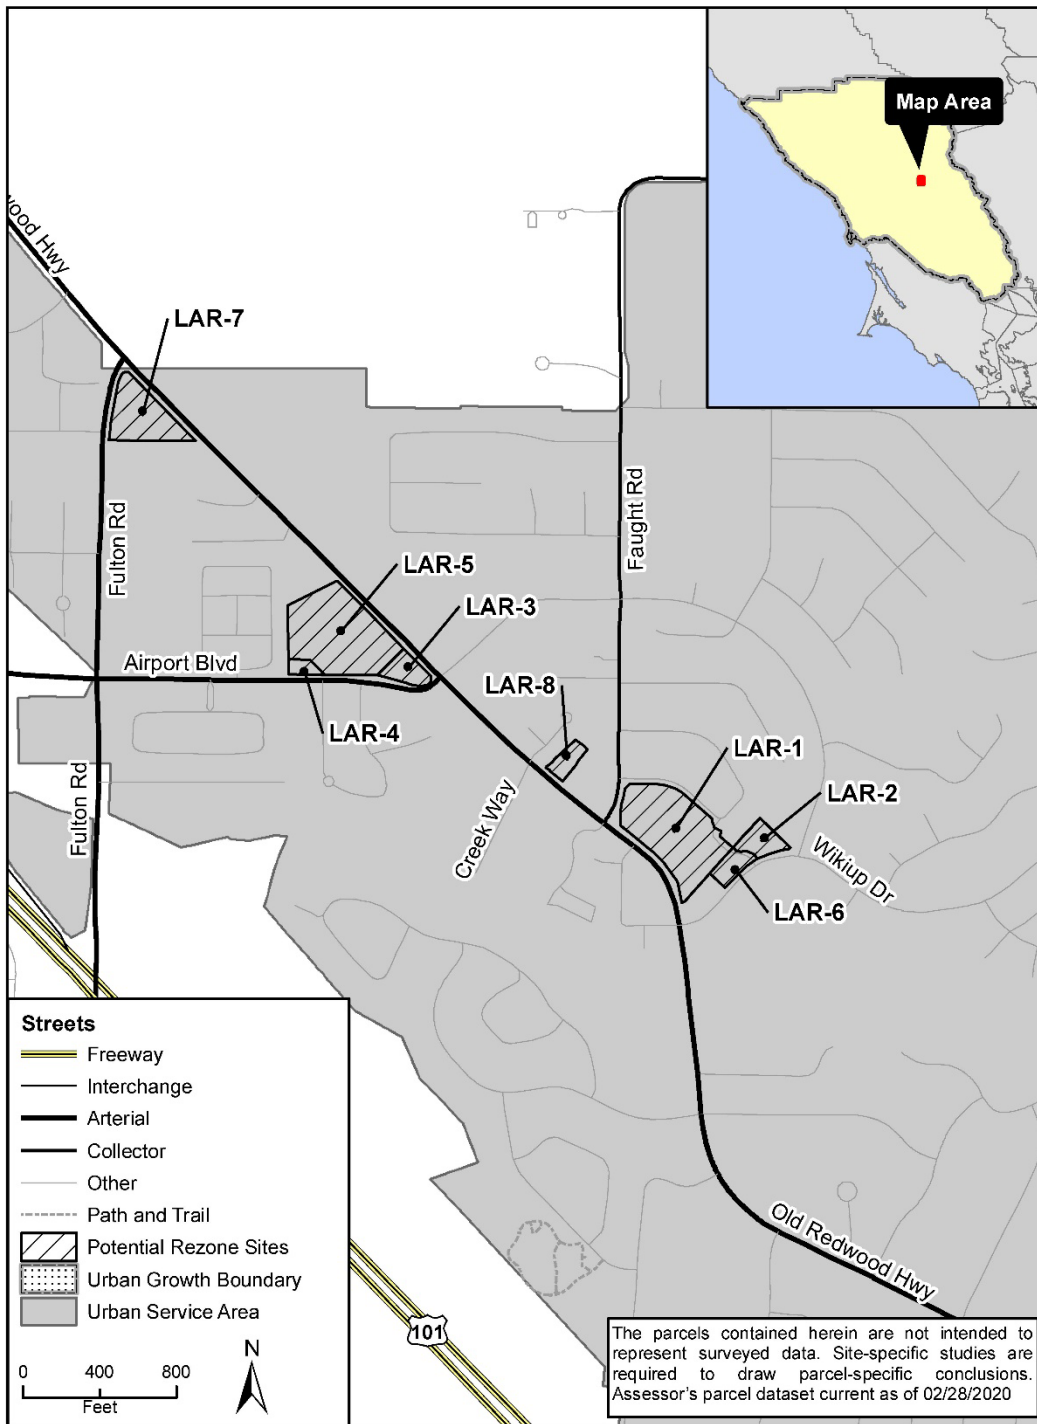 Map Area
wood Hwy
LAR-7
Fulton Rd
Faught Rd
LAR-5
LAR-3
Airport Blvd
LAR-8
LAR-4
LAR-1
LAR-2
Fulton Rd
Creek Way
Wikiup Dr
LAR-6
Streets
Freeway
Interchange
Arterial
Collector
Other
Path and Trail
Potential Rezone Sites
Urban Growth Boundary
Urban Service Area
N
0 400 800
Feet
101
Old Redwood Hwy
The parcels contained herein are not intended to
represent surveyed data. Site-specific studies are
required to draw parcel-specific conclusions.
Assessor's parcel dataset current as of 02/28/2020